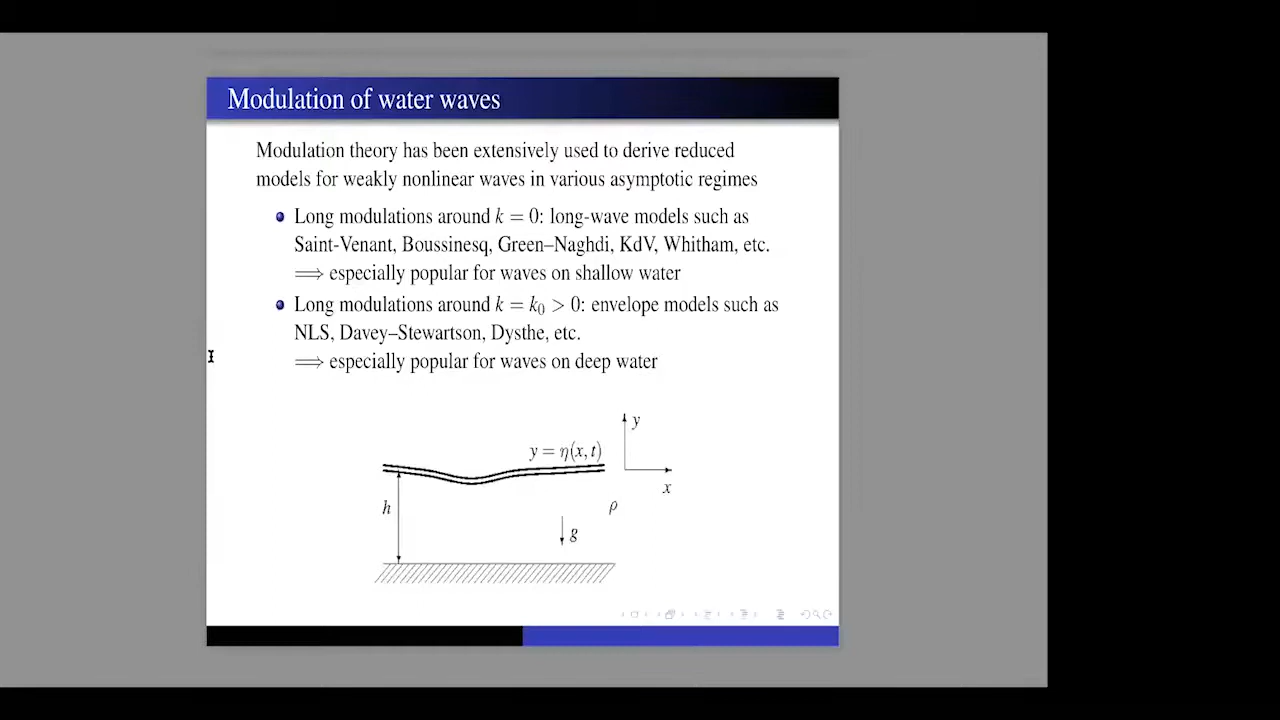 Modulation of water waves
Modulation theory has been extensively used to derive reduced
models for weakly nonlinear waves in various asymptotic regimes
Long modulations around k = 0: long-wave models such as
Saint-Venant, Boussinesq, Green–Naghdi, KdV, Whitham, etc.
⟹ especially popular for waves on shallow water
Long modulations around k = k₀ > 0: envelope models such as
NLS, Davey–Stewartson, Dysthe, etc.
⟹ especially popular for waves on deep water
y
y = η(x, t)
x
h
ρ
g